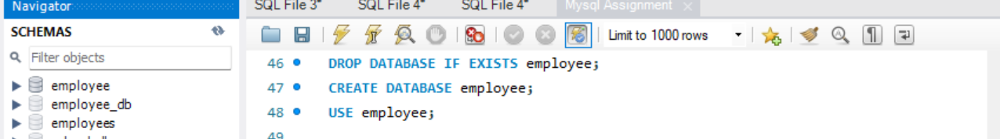 Navigator
SQL File 3* SQL File 4* SQL File 4* Mysql Assignment ×
SCHEMAS
Limit to 1000 rows
Filter objects
46 DROP DATABASE IF EXISTS employee;
employee
47 CREATE DATABASE employee;
employee_db
48 USE employee;
employees
49